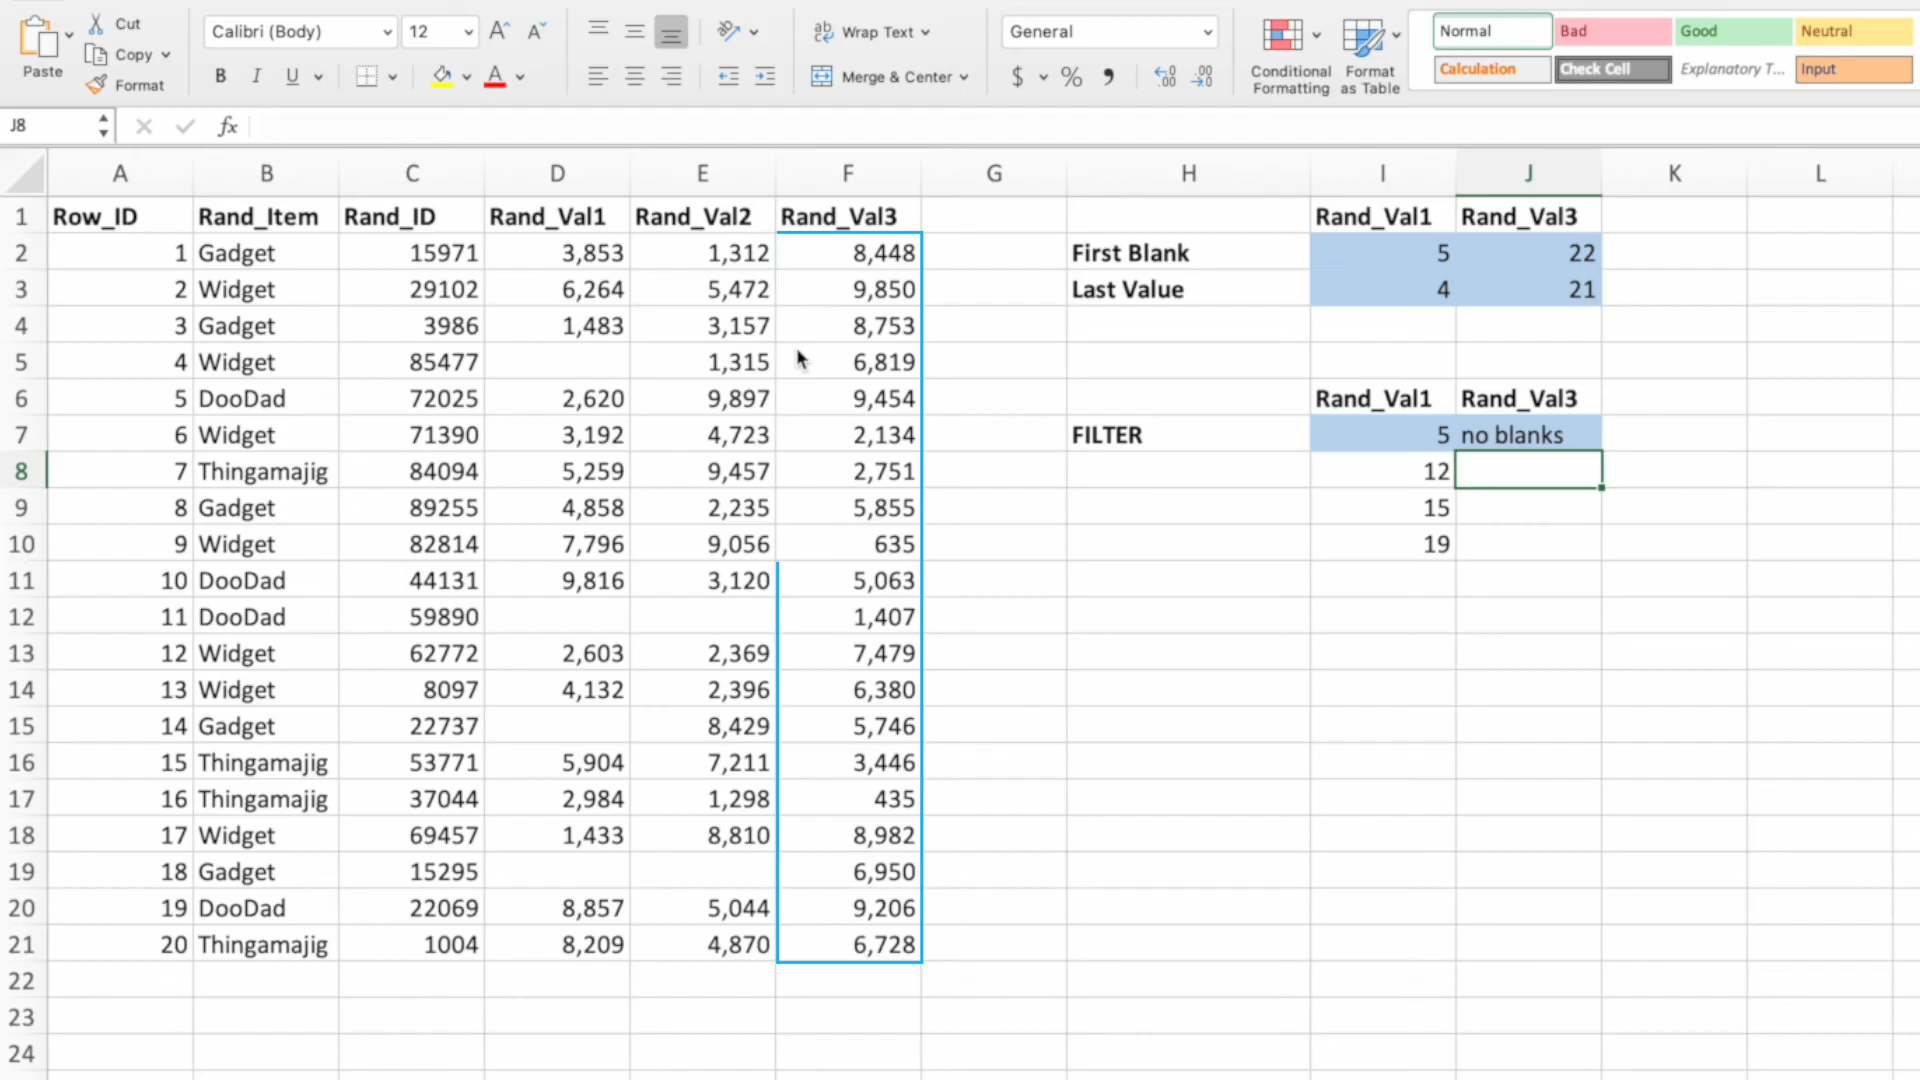 Paste
Cut
Copy
Format
Calibri (Body) 12 A^ A
B I U A
ab c Wrap Text
Merge & Center
General
$ % 9
Conditional Formatting
Format as Table
Normal Bad Good Neutral
Calculation Check Cell Explanatory T... Input
J8 fx
A B C D E F G H I J K L
1 Row_ID Rand_Item Rand_ID Rand_Val1 Rand_Val2 Rand_Val3 Rand_Val1 Rand_Val3
2 1 Gadget 15971 3,853 1,312 8,448 First Blank 5 22
3 2 Widget 29102 6,264 5,472 9,850 Last Value 4 21
4 3 Gadget 3986 1,483 3,157 8,753
5 4 Widget 85477 1,315 6,819
6 5 DooDad 72025 2,620 9,897 9,454 Rand_Val1 Rand_Val3
7 6 Widget 71390 3,192 4,723 2,134 FILTER 5 no blanks
8 7 Thingamajig 84094 5,259 9,457 2,751 12
9 8 Gadget 89255 4,858 2,235 5,855 15
10 9 Widget 82814 7,796 9,056 635 19
11 10 DooDad 44131 9,816 3,120 5,063
12 11 DooDad 59890 1,407
13 12 Widget 62772 2,603 2,369 7,479
14 13 Widget 8097 4,132 2,396 6,380
15 14 Gadget 22737 8,429 5,746
16 15 Thingamajig 53771 5,904 7,211 3,446
17 16 Thingamajig 37044 2,984 1,298 435
18 17 Widget 69457 1,433 8,810 8,982
19 18 Gadget 15295 6,950
20 19 DooDad 22069 8,857 5,044 9,206
21 20 Thingamajig 1004 8,209 4,870 6,728
22
23
24